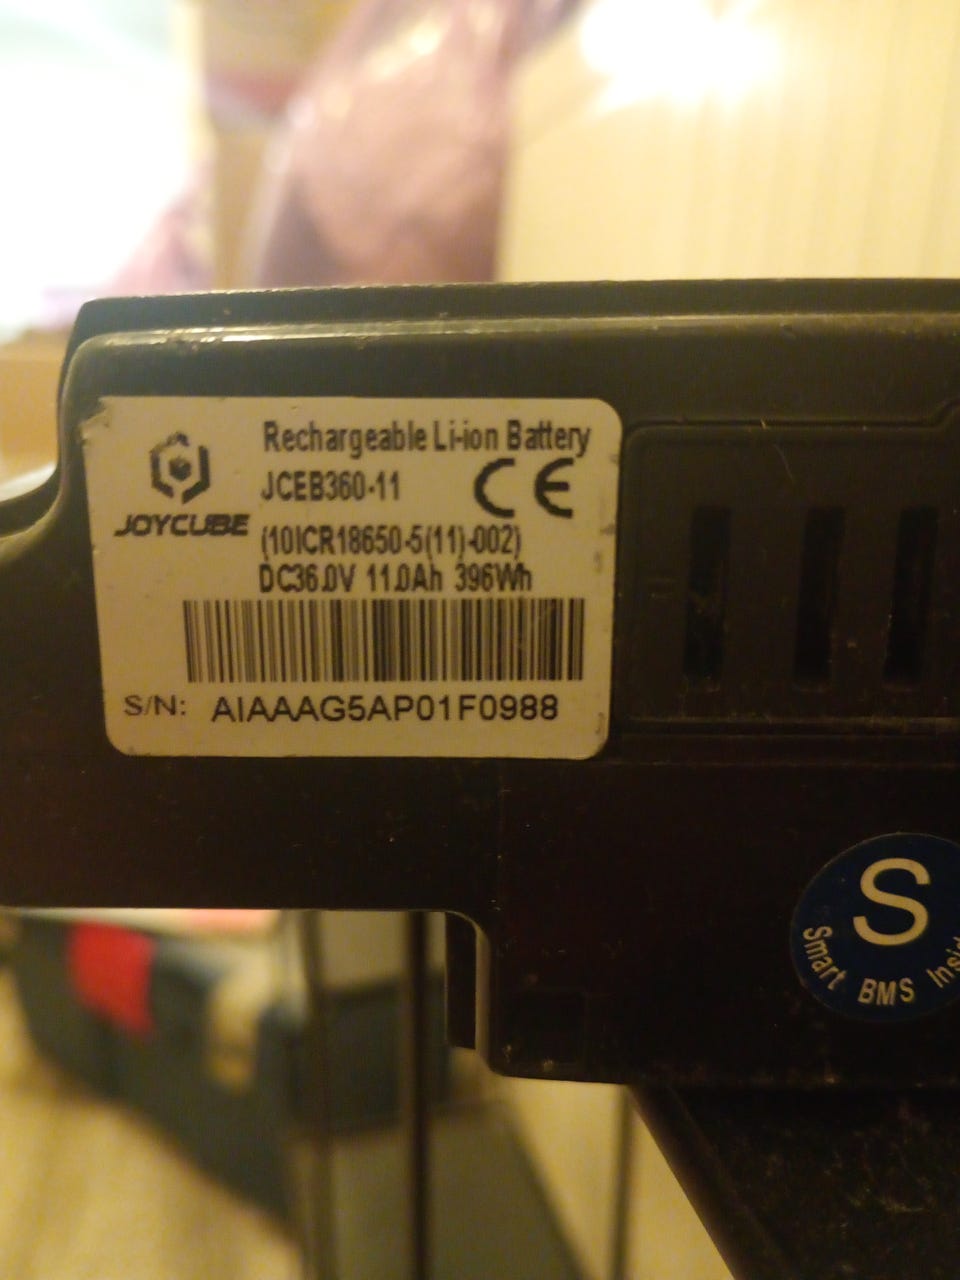 Rechargeable Li-ion Battery
JCEB360-11
CE
JOYCUBE
(10ICR18650-5(11)-002)
DC36.0V 11.0Ah 396Wh
S/N: AIAAAG5AP01F0988
S
Smart BMS